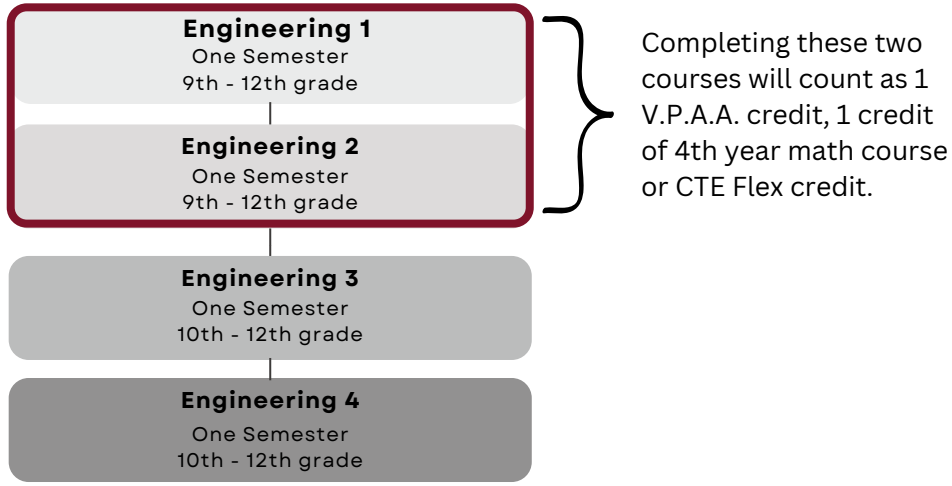 Engineering 1
One Semester
9th - 12th grade
Engineering 2
One Semester
9th - 12th grade
Completing these two
courses will count as 1
V.P.A.A. credit, 1 credit
of 4th year math course
or CTE Flex credit.
Engineering 3
One Semester
10th - 12th grade
Engineering 4
One Semester
10th - 12th grade